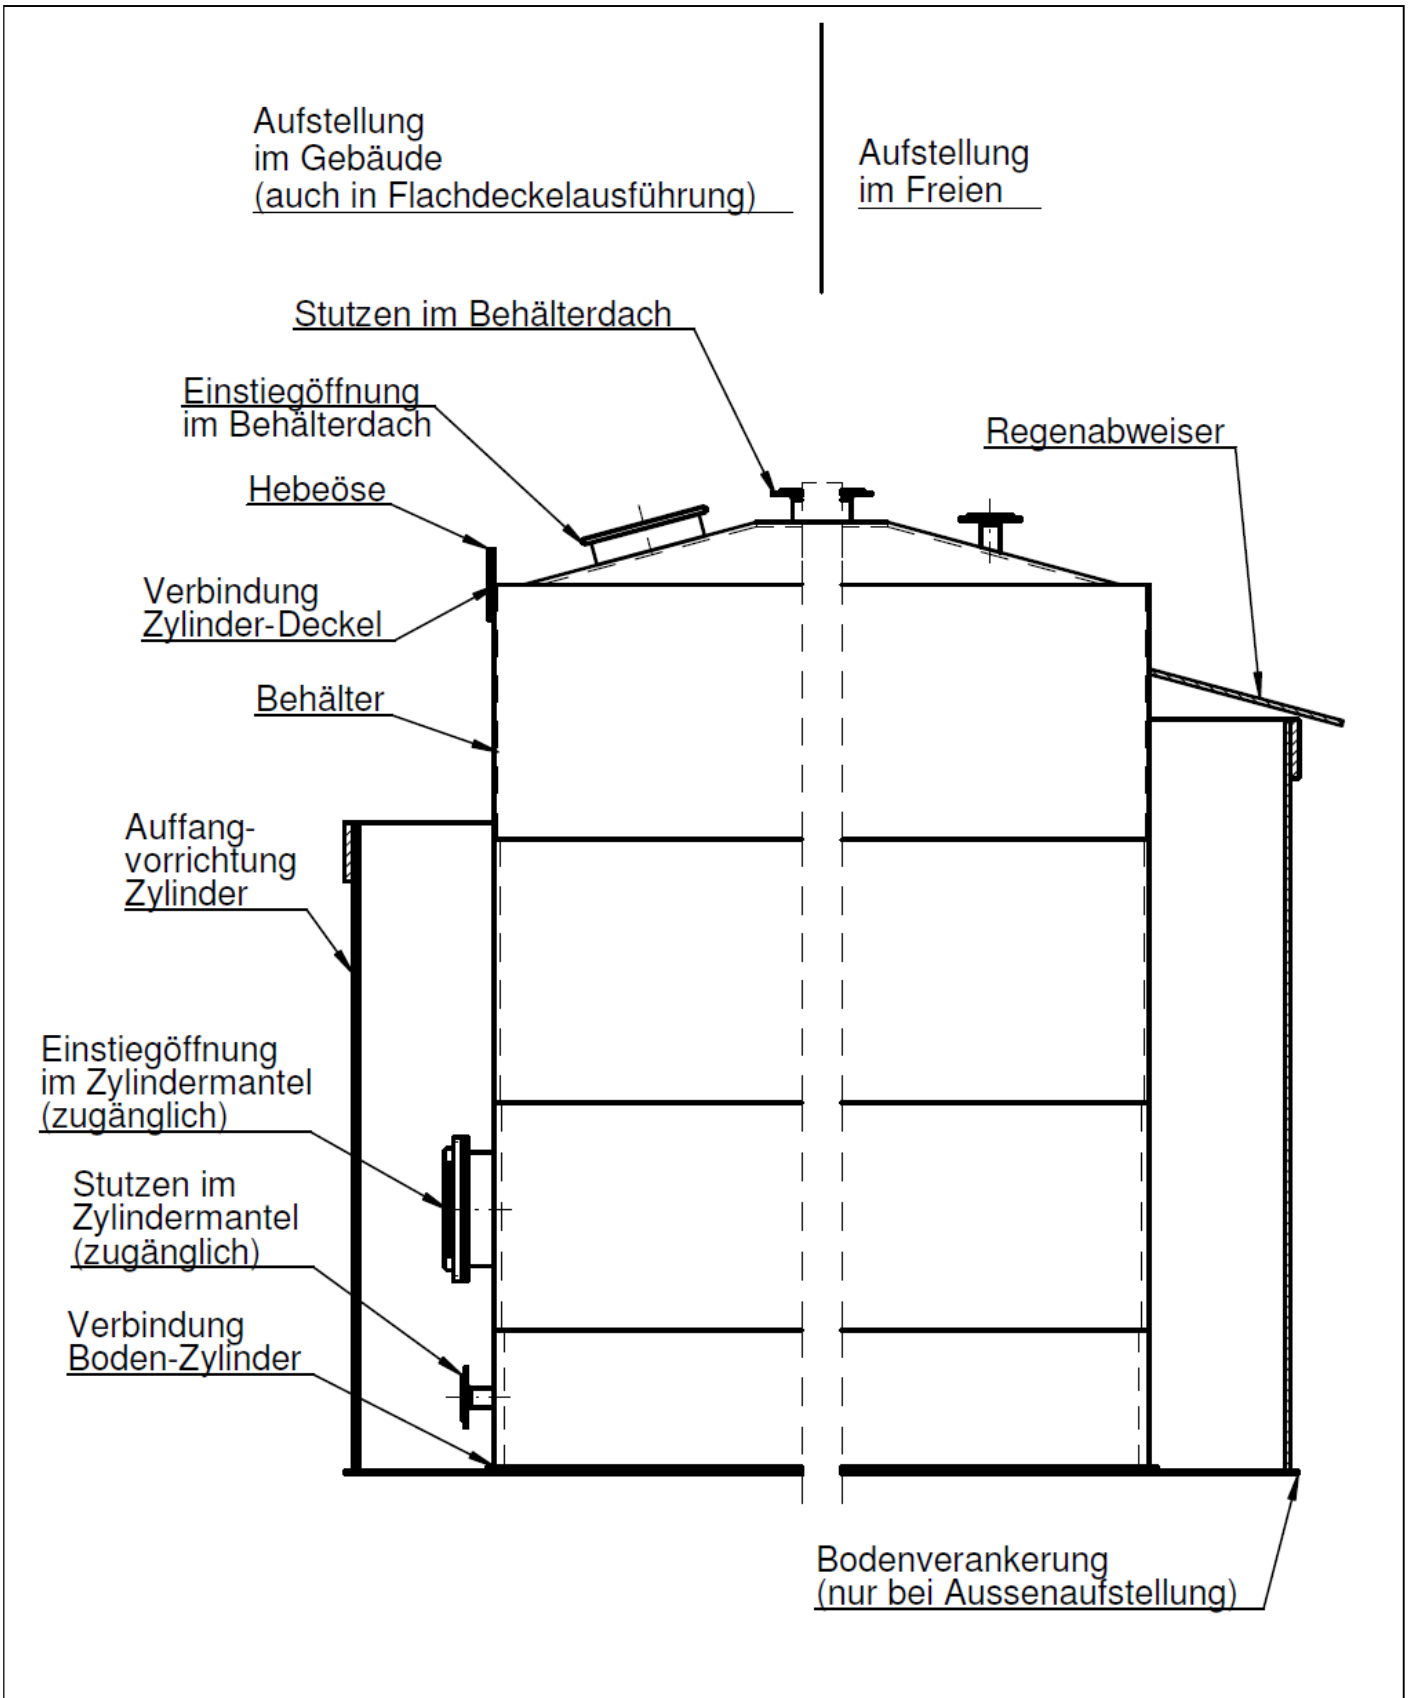 Aufstellung
im Gebäude
(auch in Flachdeckelausführung)
Aufstellung
im Freien
Stutzen im Behälterdach
Einstiegöffnung
im Behälterdach
Regenabweiser
Hebeöse
Verbindung
Zylinder-Deckel
Behälter
Auffang-
vorrichtung
Zylinder
Einstiegöffnung
im Zylindermantel
(zugänglich)
Stutzen im
Zylindermantel
(zugänglich)
Verbindung
Boden-Zylinder
Bodenverankerung
(nur bei Aussenaufstellung)